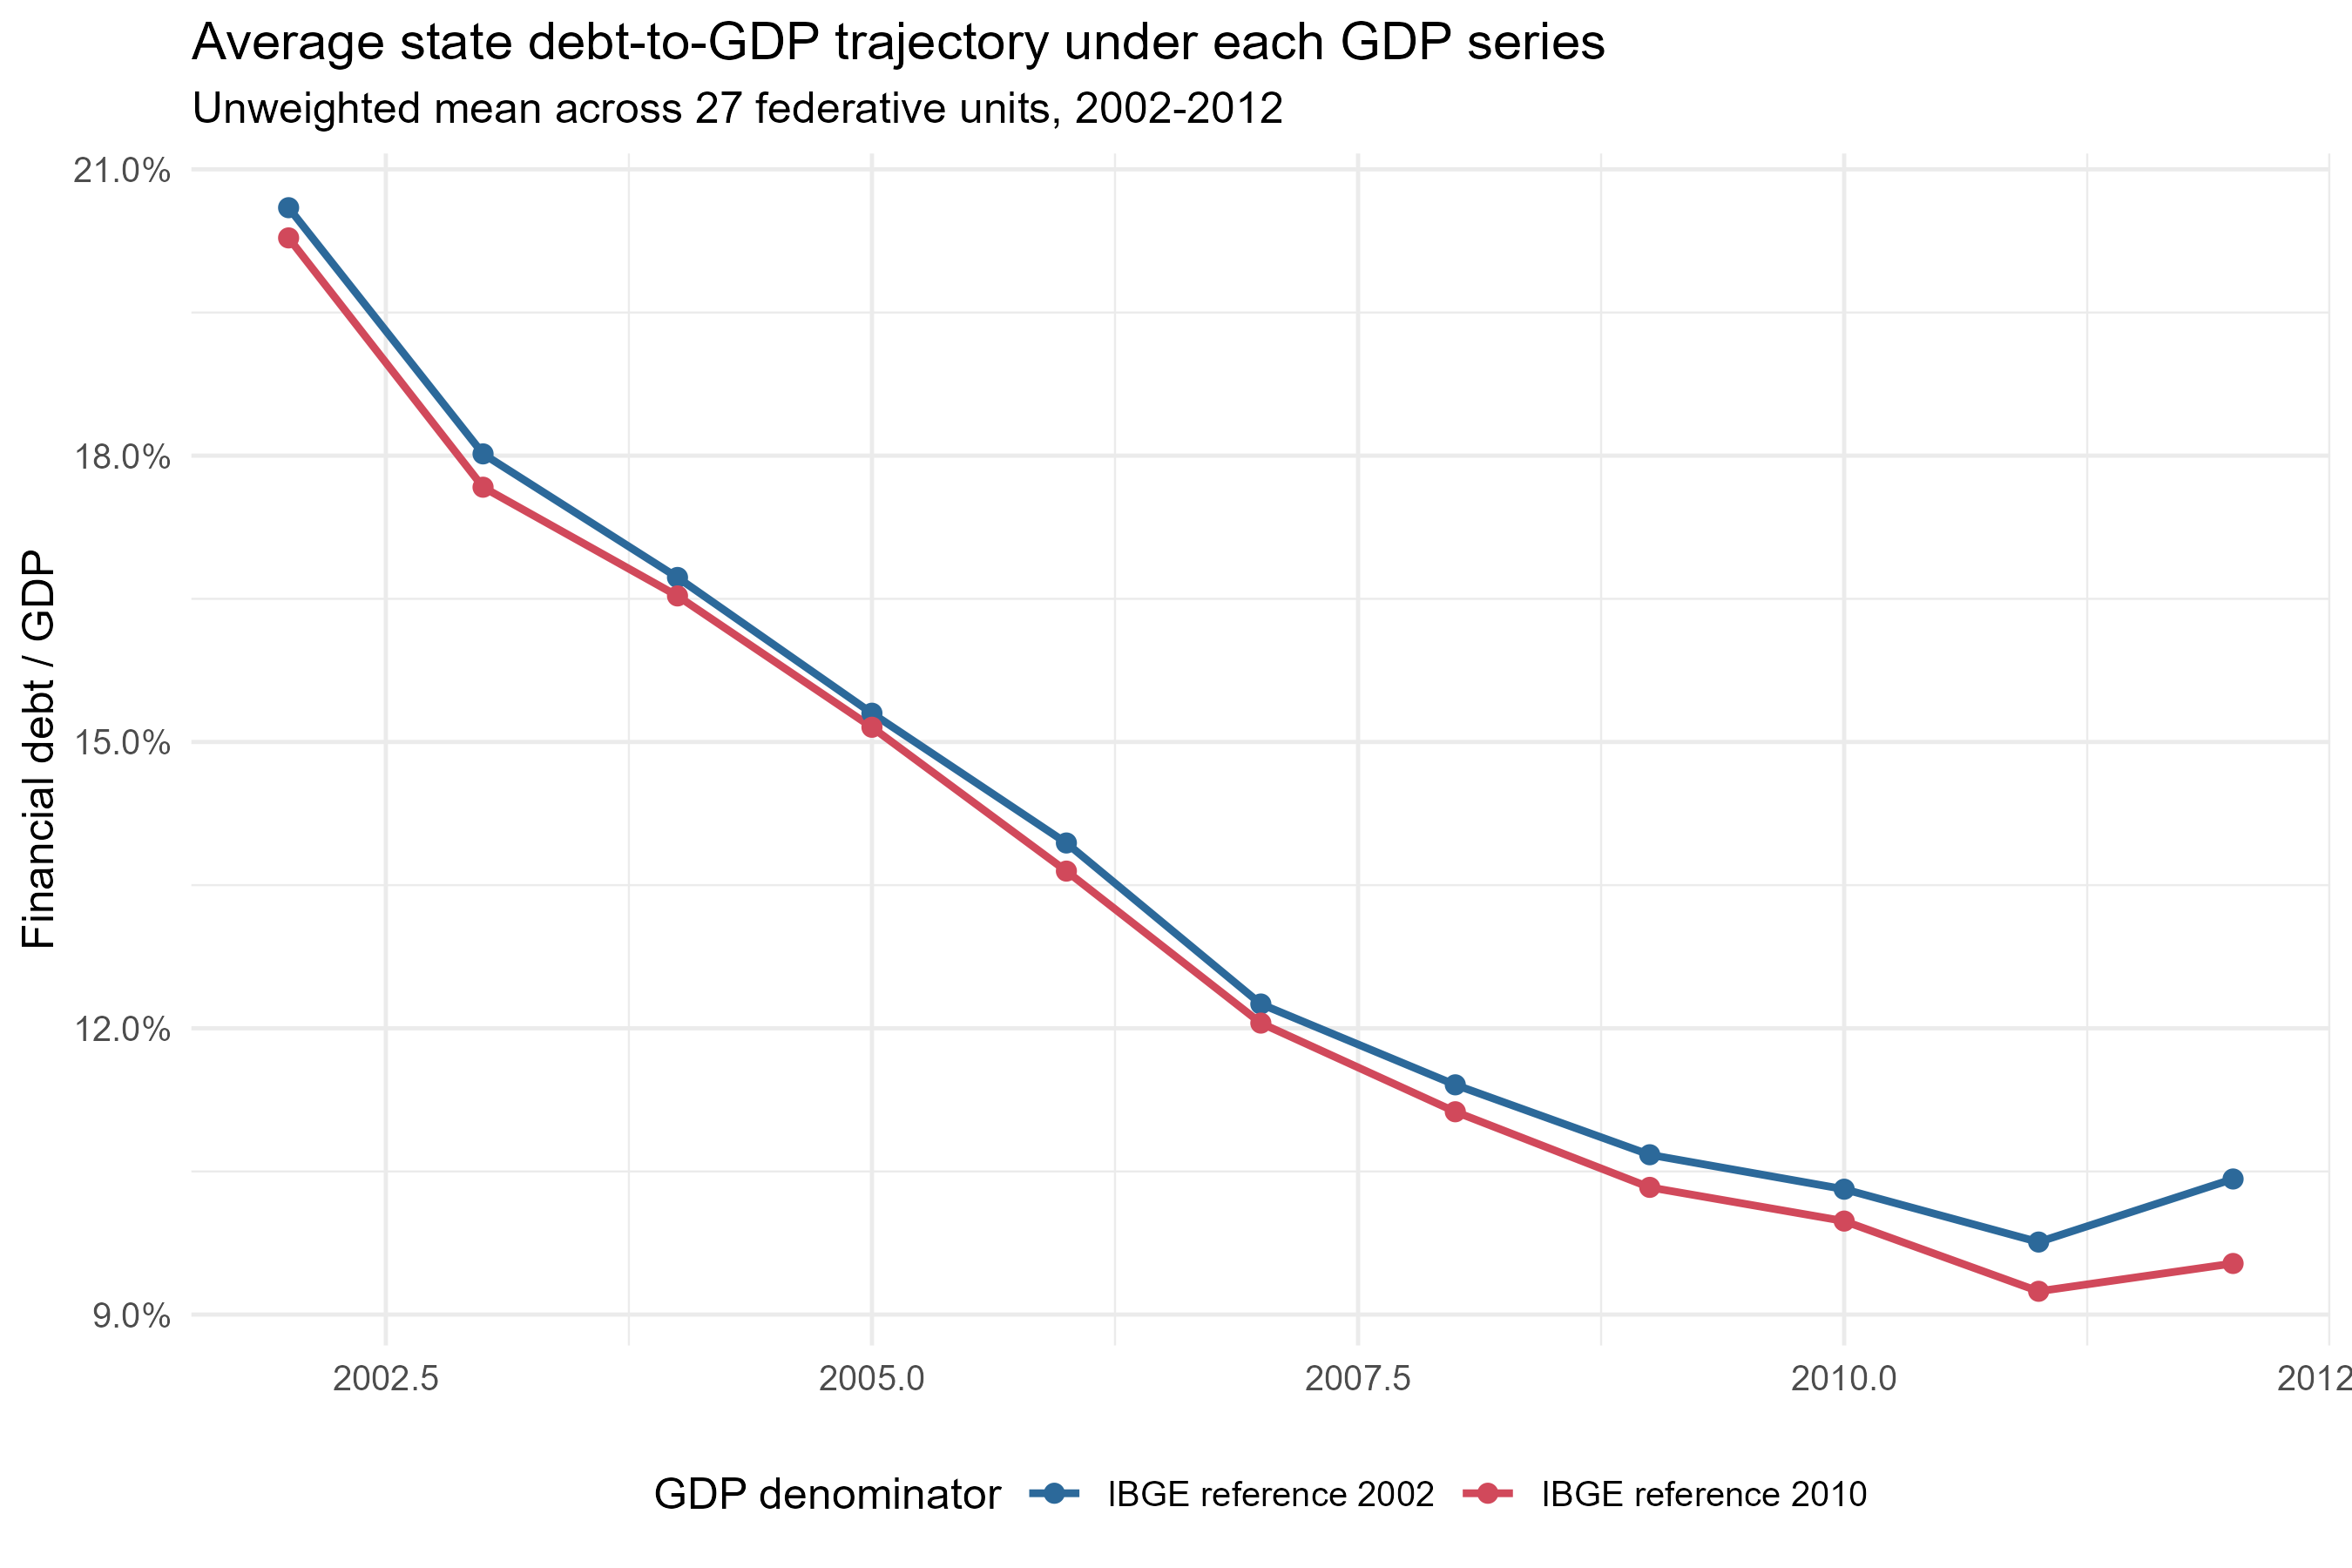 Average state debt-to-GDP trajectory under each GDP series
Unweighted mean across 27 federative units, 2002-2012
21.0%
18.0%
15.0%
12.0%
9.0%
Financial debt / GDP
2002.5 2005.0 2007.5 2010.0 2012
GDP denominator IBGE reference 2002 IBGE reference 2010